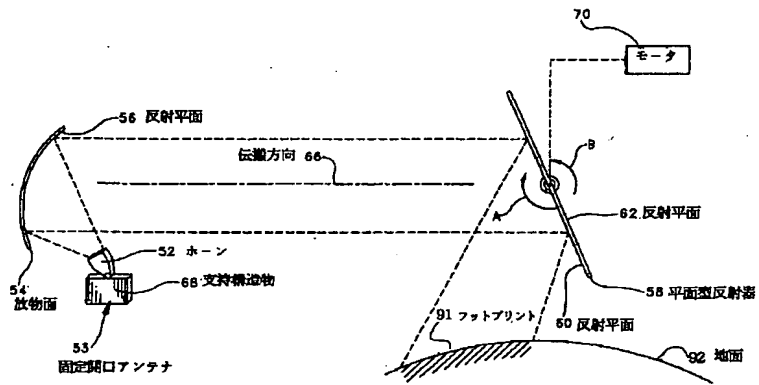 70
モータ
56 反射平面
伝搬方向 66
B
A
62 反射平面
52 ホーン
54
放物面
68 支持構造物
58 平面型反射器
60 反射平面
91 フットプリント
53
固定開口アンテナ
92 地面